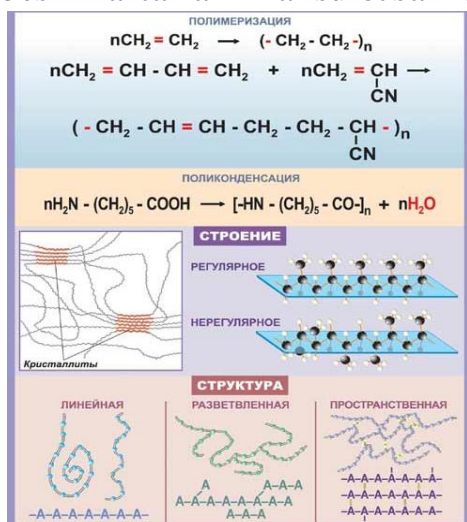 ПОЛИМЕРИЗАЦИЯ
nCH₂ = CH₂ → (- CH₂ - CH₂ -)n
nCH₂ = CH - CH = CH₂ + nCH₂ = CH →
CN
( - CH₂ - CH = CH - CH₂ - CH₂ - CH - )n
CN
ПОЛИКОНДЕНСАЦИЯ
nH₂N - (CH₂)₅ - COOH → [-HN - (CH₂)₅ - CO-]n + nH₂O
СТРОЕНИЕ
РЕГУЛЯРНОЕ
НЕРЕГУЛЯРНОЕ
Кристаллиты
СТРУКТУРА
ЛИНЕЙНАЯ
РАЗВЕТВЛЕННАЯ
ПРОСТРАНСТВЕННАЯ
–A–A–A–A–A–A–A–
A A–A–A
A–A–A–A–A–A–A–A
A–A–A
–A–A–A–A–A–A–
–A–A–A–A–A–A–
–A–A–A–A–A–A–